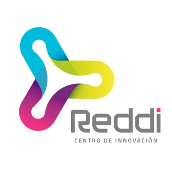 Reddi
CENTRO DE INNOVACIÓN